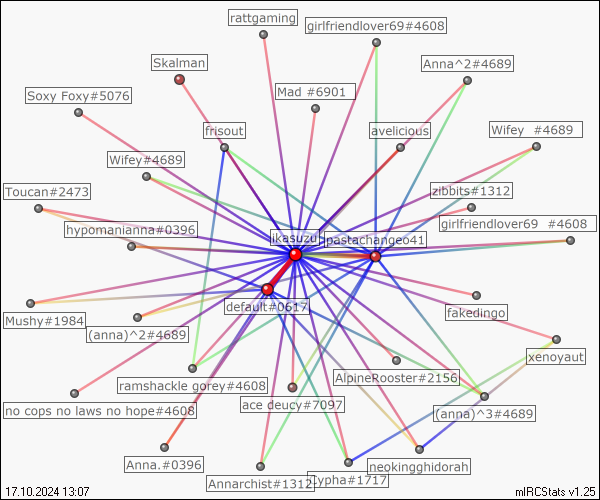 rattgaming
girlfriendlover69#4608
Skalman
Anna^2#4689
Soxy Foxy#5076
Mad #6901
frisout
avelicious
Wifey #4689
Wifey#4689
Toucan#2473
zibbits#1312
girlfriendlover69 #4608
hypomanianna#0396
ikasuzu
pastachangeo41
default#0617
fakedingo
Mushy#1984
(anna)^2#4689
xenoyaut
ramshackle gorey#4608
AlpineRooster#2156
no cops no laws no hope#4608
ace deucy#7097
(anna)^3#4689
Anna.#0396
neokingghidorah
Annarchist#1312
Lypha#1717
17.10.2024 13:07
mIRCStats v1.25